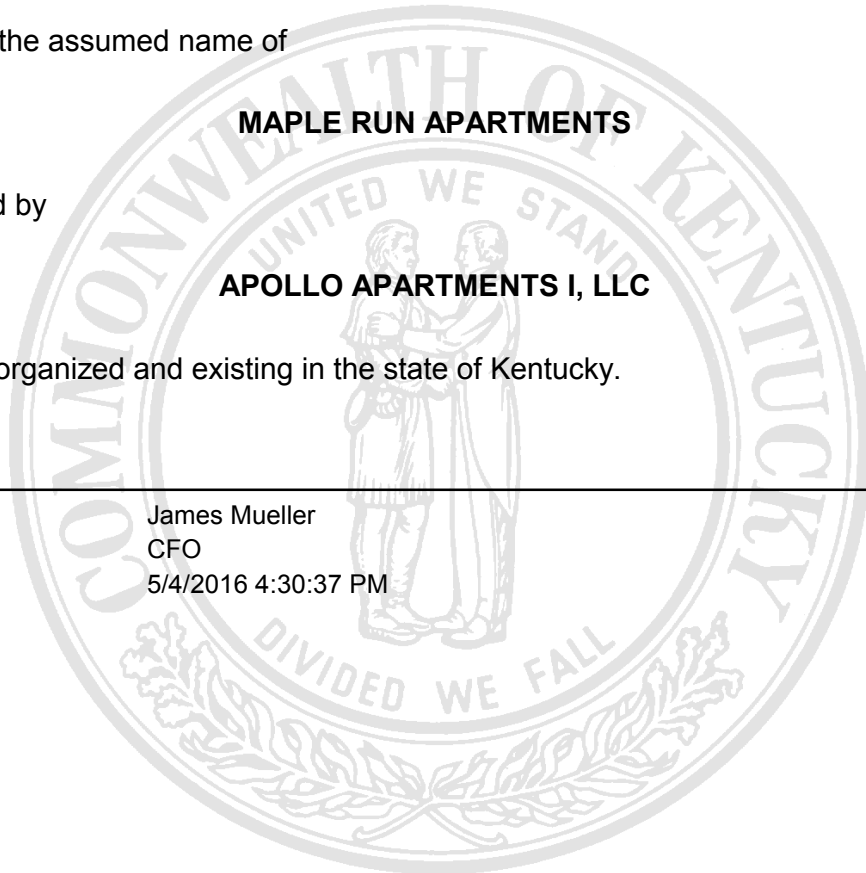 the assumed name of
MAPLE RUN APARTMENTS
d by
APOLLO APARTMENTS I, LLC
organized and existing in the state of Kentucky.
James Mueller
CFO
5/4/2016 4:30:37 PM
COMMONWEALTH OF KENTUCKY
UNITED WE STAND
DIVIDED WE FALL